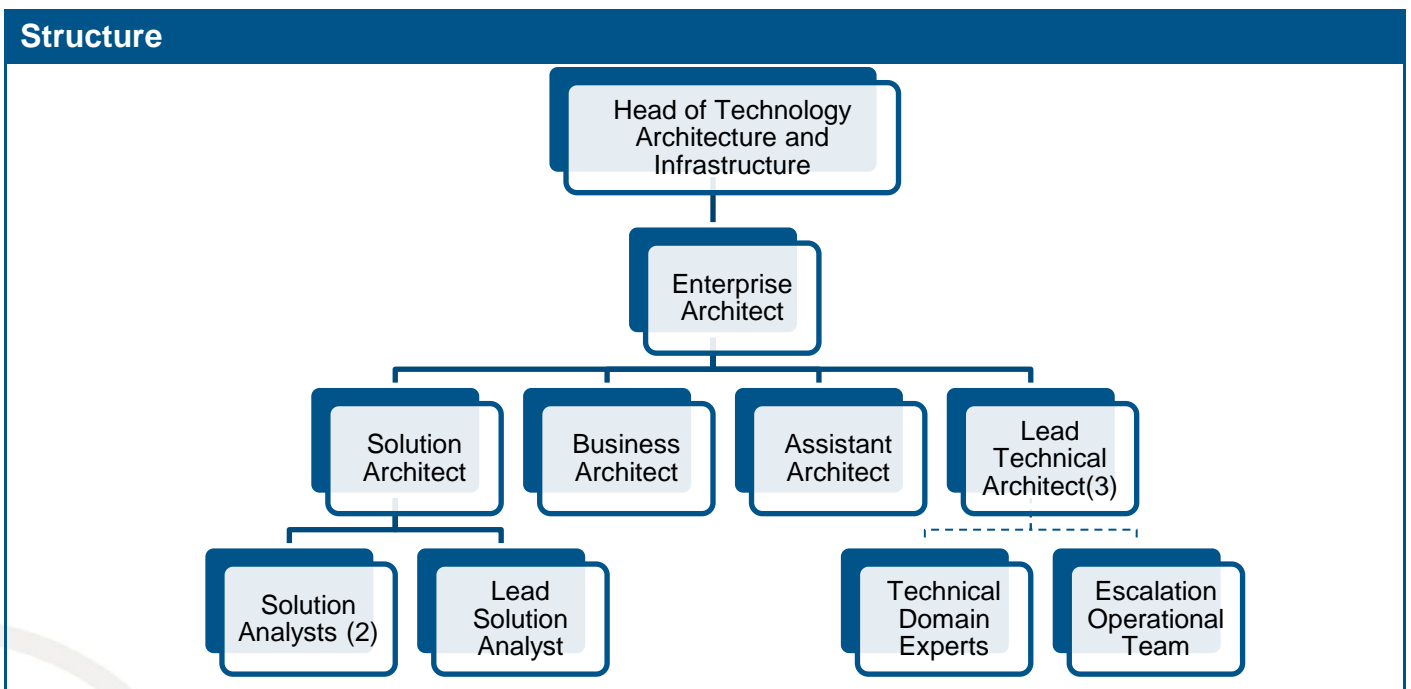 Structure
Head of Technology
Architecture and
Infrastructure
Enterprise
Architect
Solution
Architect
Business
Architect
Assistant
Architect
Lead
Technical
Architect(3)
Solution
Analysts (2)
Lead
Solution
Analyst
Technical
Domain
Experts
Escalation
Operational
Team